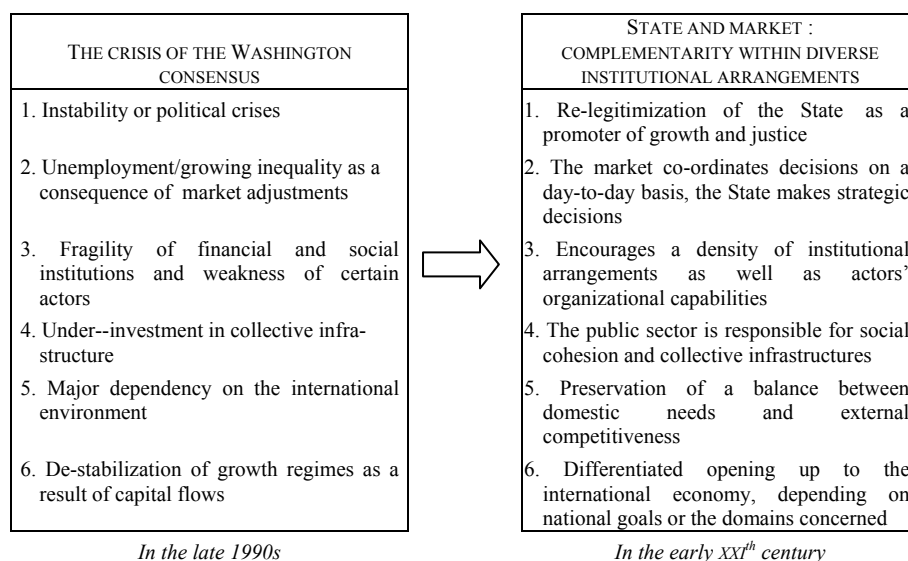 THE CRISIS OF THE WASHINGTON
CONSENSUS
1. Instability or political crises
2. Unemployment/growing inequality as a
consequence of market adjustments
3. Fragility of financial and social
institutions and weakness of certain
actors
4. Under--investment in collective infra-
structure
5. Major dependency on the international
environment
6. De-stabilization of growth regimes as a
result of capital flows
In the late 1990s
STATE AND MARKET :
COMPLEMENTARITY WITHIN DIVERSE
INSTITUTIONAL ARRANGEMENTS
1. Re-legitimization of the State as a
promoter of growth and justice
2. The market co-ordinates decisions on a
day-to-day basis, the State makes strategic
decisions
3. Encourages a density of institutional
arrangements as well as actors’
organizational capabilities
4. The public sector is responsible for social
cohesion and collective infrastructures
5. Preservation of a balance between
domestic needs and external
competitiveness
6. Differentiated opening up to the
international economy, depending on
national goals or the domains concerned
In the early XXIth century